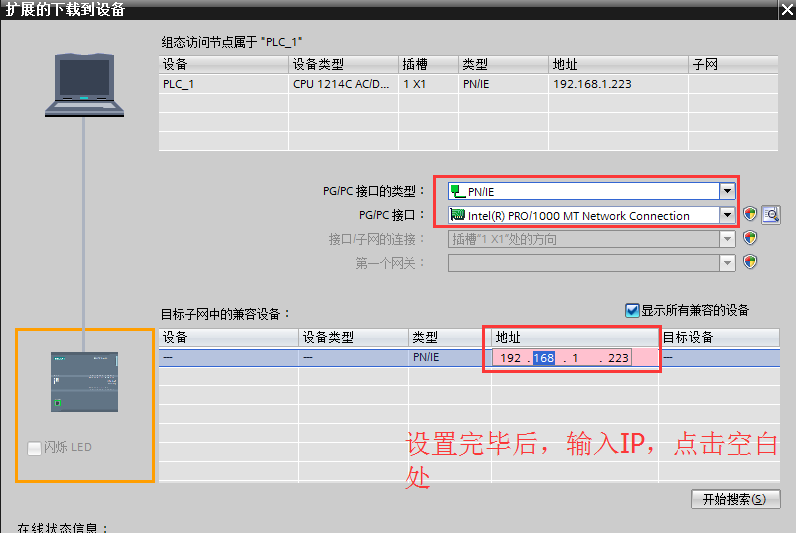 扩展的下载到设备
组态访问节点属于 "PLC_1"
设备 设备类型 插槽 类型 地址 子网
PLC_1 CPU 1214C AC/D... 1 X1 PN/IE 192.168.1.223
PG/PC 接口的类型： PN/IE
PG/PC 接口： Intel(R) PRO/1000 MT Network Connection
接口/子网的连接： 插槽"1 X1"处的方向
第一个网关：
目标子网中的兼容设备： 显示所有兼容的设备
设备 设备类型 类型 地址 目标设备
— — PN/IE 192 . 168 . 1 . 223 —
闪烁 LED
设置完毕后，输入IP，点击空白
处
开始搜索(S)
在线状态信息：